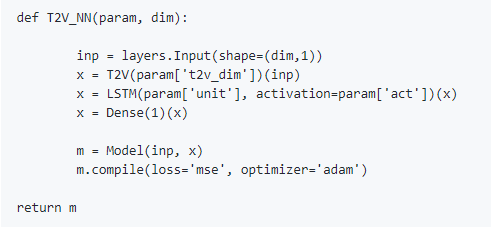 def T2V_NN(param, dim):
inp = layers.Input(shape=(dim,1))
x = T2V(param['t2v_dim'])(inp)
x = LSTM(param['unit'], activation=param['act'])(x)
x = Dense(1)(x)
m = Model(inp, x)
m.compile(loss='mse', optimizer='adam')
return m